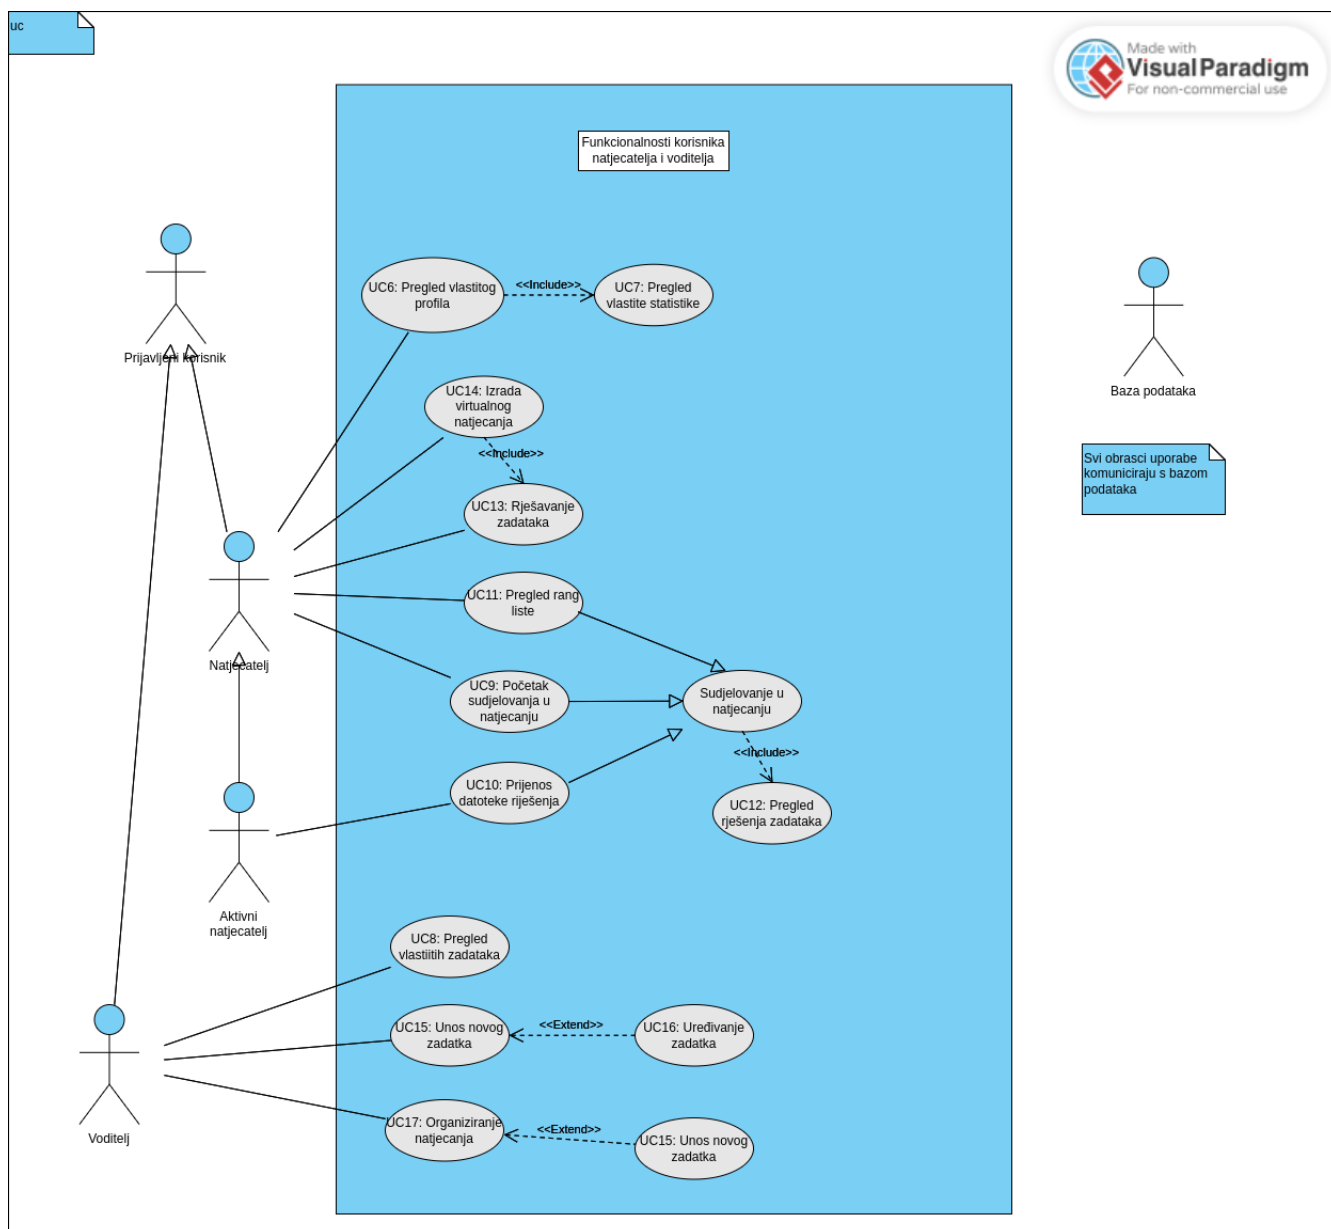 uc
Made with
Visual Paradigm
For non-commercial use
Funkcionalnosti korisnika
natjecatelja i voditelja
Prijavljeni korisnik
UC6: Pregled vlastitog
profila
<<Include>>
UC7: Pregled
vlastite statistike
Baza podataka
UC14: Izrada
virtualnog
natjecanja
<<Include>>
Svi obrasci uporabe
komuniciraju s bazom
podataka
UC13: Rješavanje
zadataka
UC11: Pregled rang
liste
Natjecatelj
UC9: Početak
sudjelovanja u
natjecanju
Sudjelovanje u
natjecanju
<<Include>>
UC10: Prijenos
datoteke riješenja
UC12: Pregled
rješenja zadataka
Aktivni
natjecatelj
UC8: Pregled
vlastiitih zadataka
UC15: Unos novog
zadatka
<<Extend>>
UC16: Uređivanje
zadatka
UC17: Organiziranje
natjecanja
<<Extend>>
UC15: Unos novog
zadatka
Voditelj